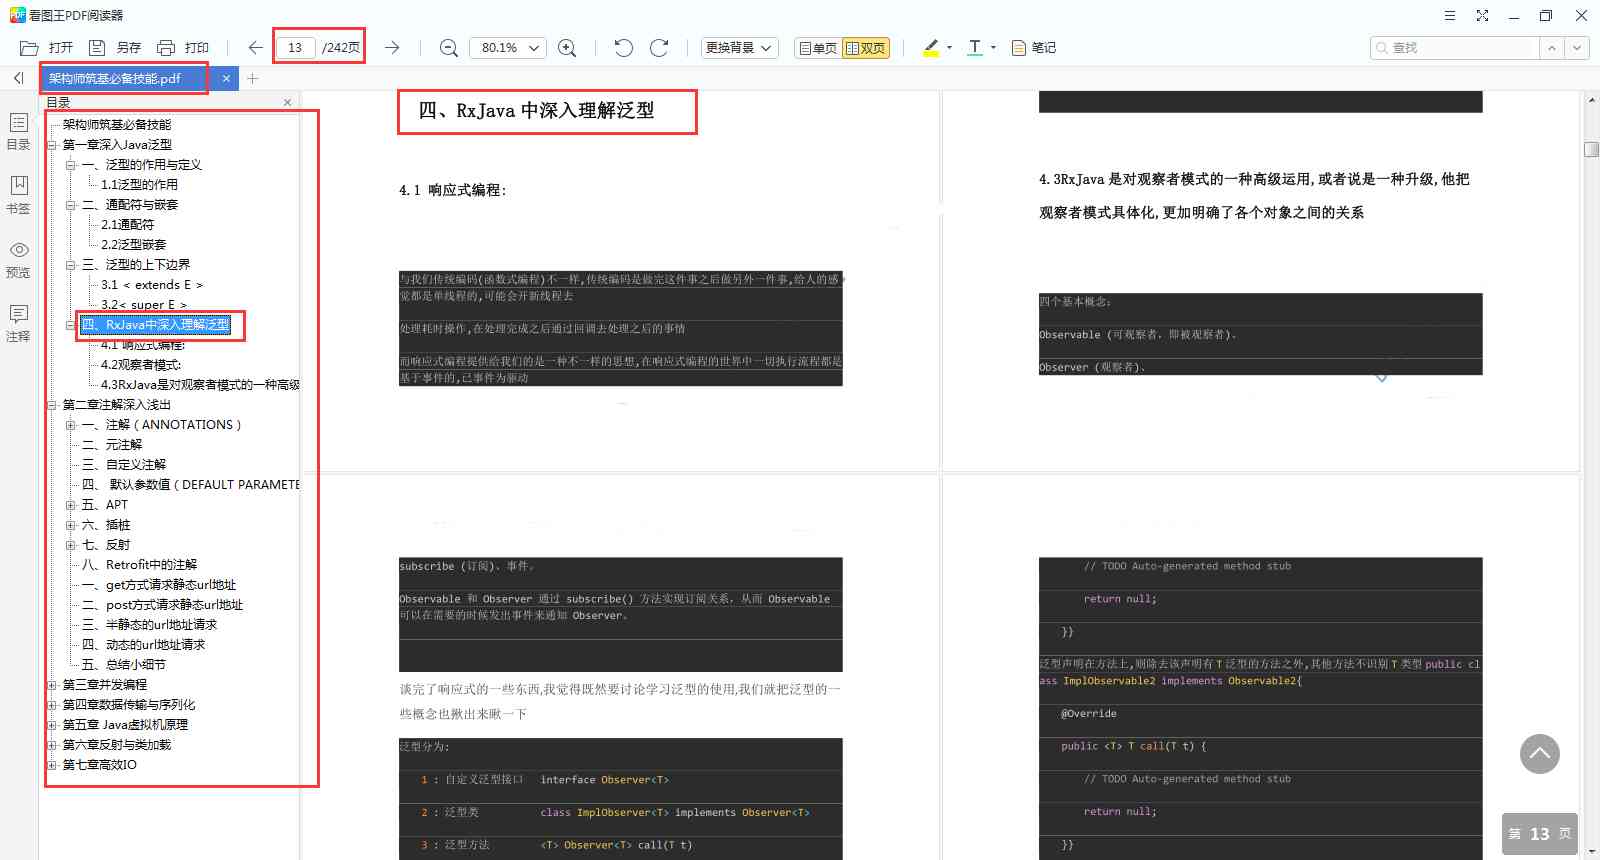 看图王PDF阅读器
打开 另存 打印 13 /242页 80.1% 更换背景 单页 双页 笔记 查找
架构师筑基必备技能.pdf
目录
目录
书签
预览
注释
架构师筑基必备技能
第一章深入Java泛型
一、泛型的作用与定义
1.1泛型的作用
二、通配符与嵌套
2.1通配符
2.2泛型嵌套
三、泛型的上下边界
3.1 < extends E >
3.2< super E >
四、RxJava中深入理解泛型
4.1 响应式编程:
4.2观察者模式:
4.3RxJava是对观察者模式的一种高级
第二章注解深入浅出
一、注解（ANNOTATIONS）
二、元注解
三、自定义注解
四、 默认参数值（DEFAULT PARAMETE
五、APT
六、插桩
七、反射
八、Retrofit中的注解
一、get方式请求静态url地址
二、post方式请求静态url地址
三、半静态的url地址请求
四、动态的url地址请求
五、总结小细节
第三章并发编程
第四章数据传输与序列化
第五章 Java虚拟机原理
第六章反射与类加载
第七章高效IO
四、RxJava 中深入理解泛型
4.1 响应式编程:
与我们传统编码(函数式编程)不一样,传统编码是做完这件事之后做另外一件事,给人的感
觉都是单线程的,可能会开新线程去
处理耗时操作,在处理完成之后通过回调去处理之后的事情
而响应式编程提供给我们的是一种不一样的思想,在响应式编程的世界中一切执行流程都是
基于事件的,已事件为驱动
4.3RxJava 是对观察者模式的一种高级运用,或者说是一种升级,他把
观察者模式具体化,更加明确了各个对象之间的关系
四个基本概念：
Observable (可观察者，即被观察者)、
Observer (观察者)、
subscribe (订阅)、事件。
Observable 和 Observer 通过 subscribe() 方法实现订阅关系，从而 Observable
可以在需要的时候发出事件来通知 Observer。
谈完了响应式的一些东西,我觉得既然要讨论学习泛型的使用,我们就把泛型的一
些概念也揪出来瞅一下
泛型分为:
1 : 自定义泛型接口 interface Observer<T>
2 : 泛型类 class ImplObserver<T> implements Observer<T>
3 : 泛型方法 <T> Observer<T> call(T t)
// TODO Auto-generated method stub
return null;
}}
泛型声明在方法上,则除去该声明有 T 泛型的方法之外,其他方法不识别 T 类型 public cl
ass ImplObservable2 implements Observable2{
@Override
public <T> T call(T t) {
// TODO Auto-generated method stub
return null;
}}
第 13 页